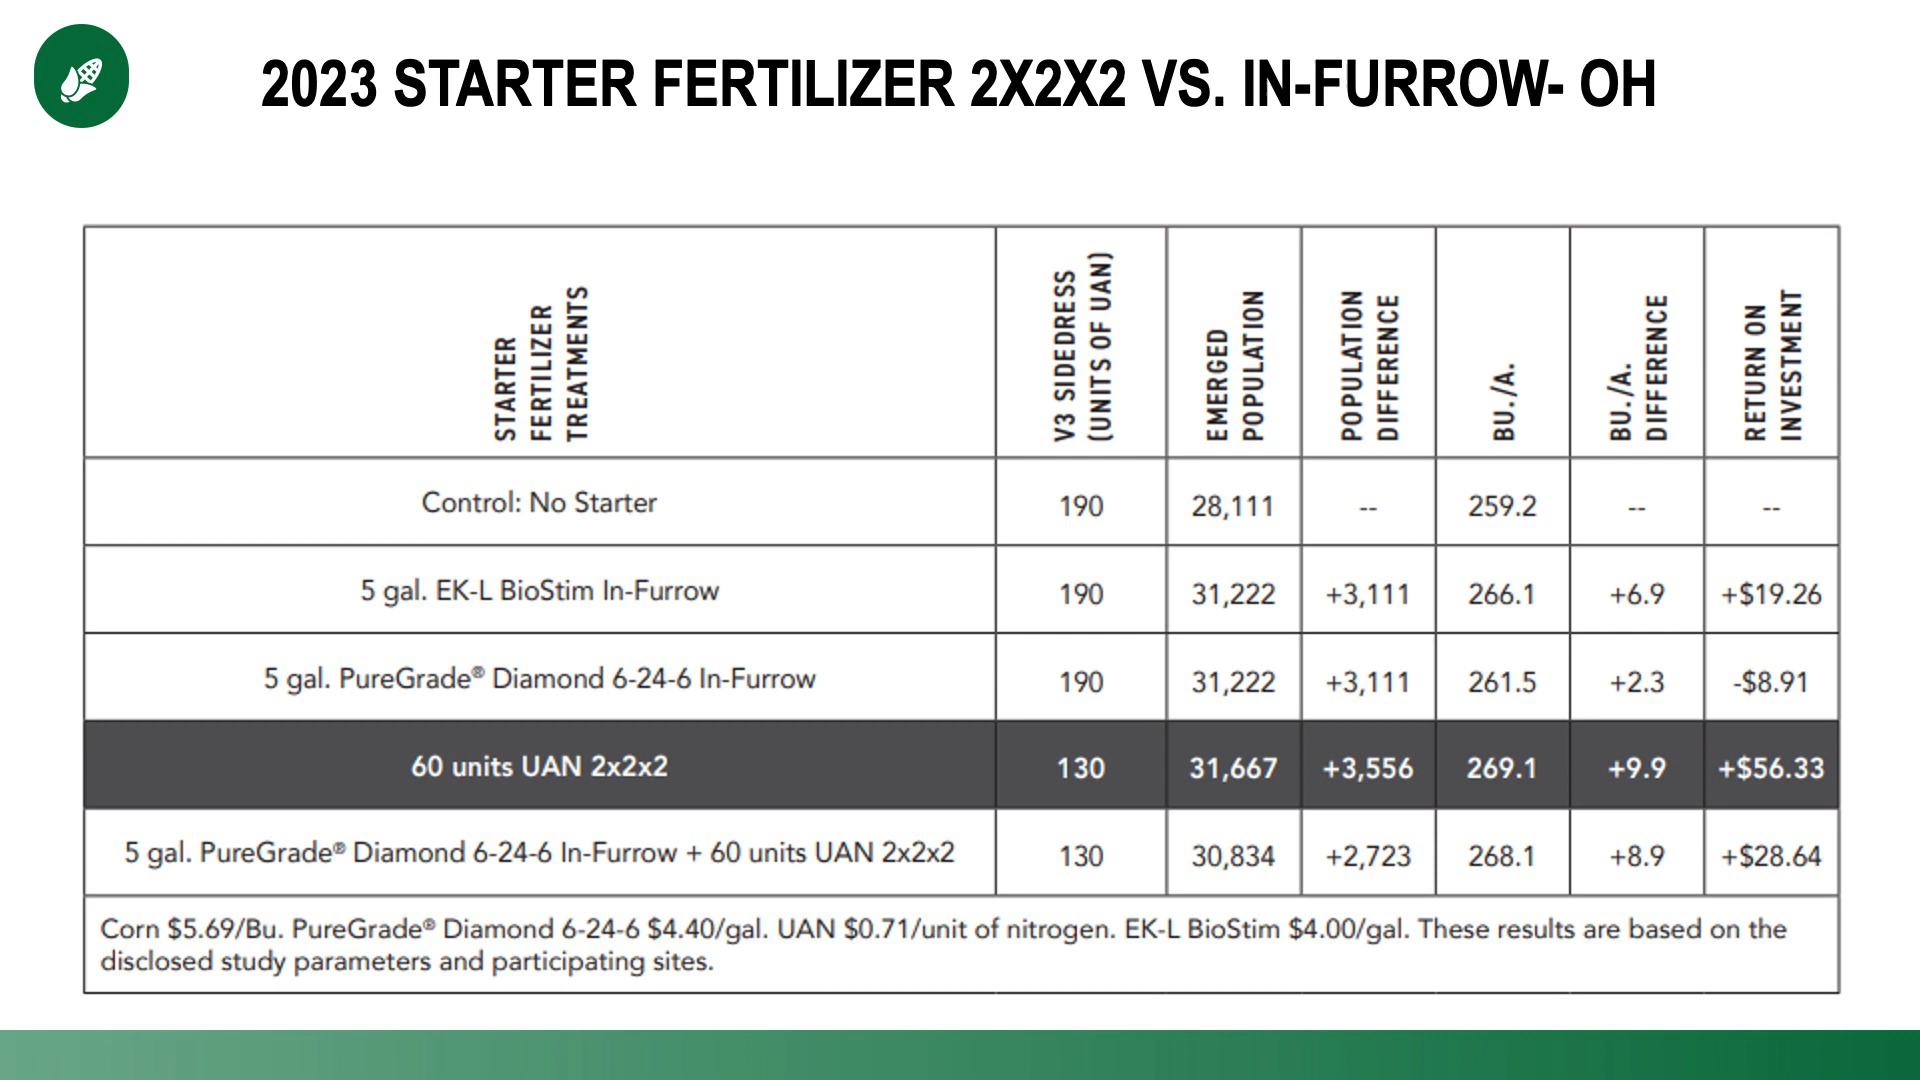 2023 STARTER FERTILIZER 2X2X2 VS. IN-FURROW- OH
STARTER
FERTILIZER
TREATMENTS
V3 SIDEDRESS
(UNITS OF UAN)
EMERGED
POPULATION
POPULATION
DIFFERENCE
BU./A.
BU./A.
DIFFERENCE
RETURN ON
INVESTMENT
Control: No Starter 190 28,111 -- 259.2 -- --
5 gal. EK-L BioStim In-Furrow 190 31,222 +3,111 266.1 +6.9 +$19.26
5 gal. PureGrade® Diamond 6-24-6 In-Furrow 190 31,222 +3,111 261.5 +2.3 -$8.91
60 units UAN 2x2x2 130 31,667 +3,556 269.1 +9.9 +$56.33
5 gal. PureGrade® Diamond 6-24-6 In-Furrow + 60 units UAN 2x2x2 130 30,834 +2,723 268.1 +8.9 +$28.64
Corn $5.69/Bu. PureGrade® Diamond 6-24-6 $4.40/gal. UAN $0.71/unit of nitrogen. EK-L BioStim $4.00/gal. These results are based on the
disclosed study parameters and participating sites.